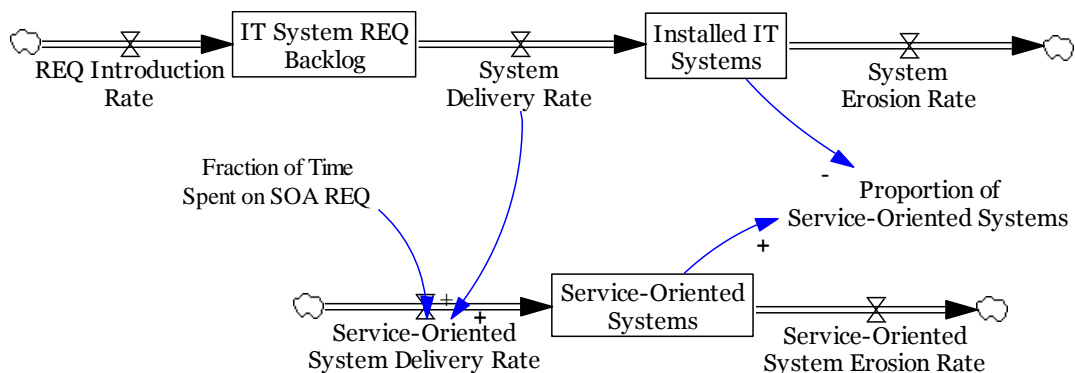 IT System REQ
Backlog
Installed IT
Systems
REQ Introduction
Rate
System
Delivery Rate
System
Erosion Rate
Fraction of Time
Spent on SOA REQ
-
Proportion of
Service-Oriented Systems
+
Service-Oriented
Systems
+
+
Service-Oriented
System Delivery Rate
Service-Oriented
System Erosion Rate